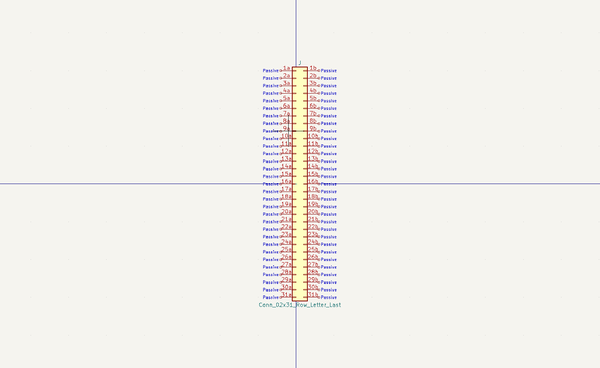 J
Passive 1a 1b Passive
Passive 2a 2b Passive
Passive 3a 3b Passive
Passive 4a 4b Passive
Passive 5a 5b Passive
Passive 6a 6b Passive
Passive 7a 7b Passive
Passive 8a 8b Passive
Passive 9a 9b Passive
Passive 10a 10b Passive
Passive 11a 11b Passive
Passive 12a 12b Passive
Passive 13a 13b Passive
Passive 14a 14b Passive
Passive 15a 15b Passive
Passive 16a 16b Passive
Passive 17a 17b Passive
Passive 18a 18b Passive
Passive 19a 19b Passive
Passive 20a 20b Passive
Passive 21a 21b Passive
Passive 22a 22b Passive
Passive 23a 23b Passive
Passive 24a 24b Passive
Passive 25a 25b Passive
Passive 26a 26b Passive
Passive 27a 27b Passive
Passive 28a 28b Passive
Passive 29a 29b Passive
Passive 30a 30b Passive
Passive 31a 31b Passive
Conn_02x31_Row_Letter_Last